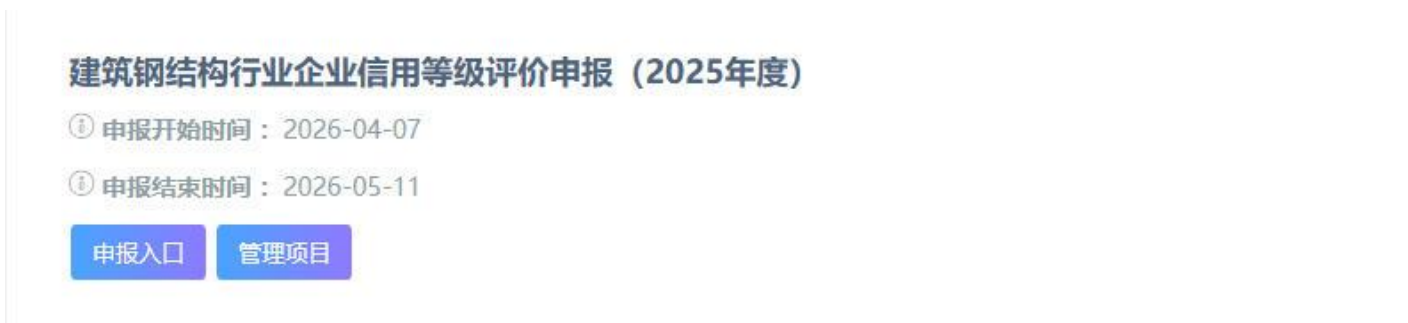 建筑钢结构行业企业信用等级评价申报（2025年度）
申报开始时间： 2026-04-07
申报结束时间： 2026-05-11
申报入口 管理项目